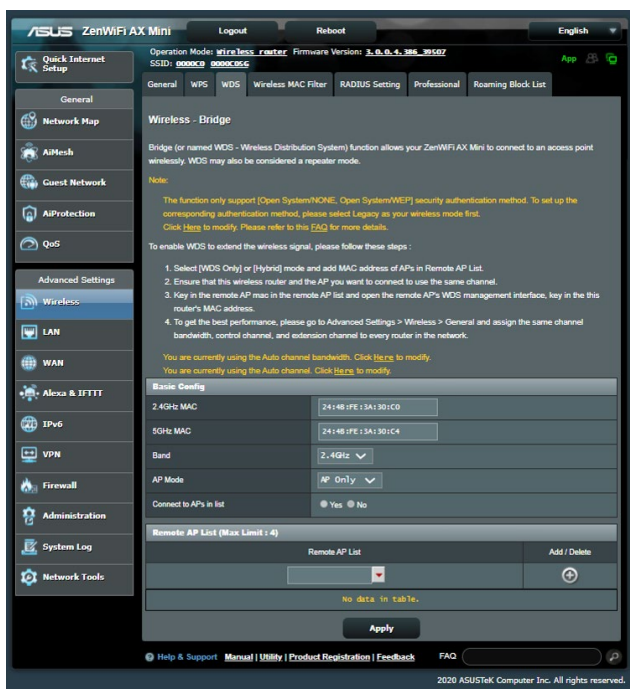 ASUS ZenWiFi AX Mini Logout Reboot English
Quick Internet Setup
Operation Mode: Wireless router Firmware Version: 3.0.0.4.386_39507
SSID: 0000C0 0000C05G
App
General WPS WDS Wireless MAC Filter RADIUS Setting Professional Roaming Block List
General
Network Map
AiMesh
Guest Network
AiProtection
QoS
Advanced Settings
Wireless
LAN
WAN
Alexa & IFTTT
IPv6
VPN
Firewall
Administration
System Log
Network Tools
Wireless - Bridge
Bridge (or named WDS - Wireless Distribution System) function allows your ZenWiFi AX Mini to connect to an access point
wirelessly. WDS may also be considered a repeater mode.
Note:
The function only support [Open System/NONE, Open System/WEP] security authentication method. To set up the
corresponding authentication method, please select Legacy as your wireless mode
first.
Click Here to modify. Please refer to this FAQ for more details.
To enable WDS to extend the wireless signal, please follow these steps :
1. Select [WDS Only] or [Hybrid] mode and add MAC address of APs in Remote AP
List.
2. Ensure that this wireless router and the AP you want to connect to use the same channel.
3. Key in the remote AP mac in the remote AP list and open the remote AP's WDS management interface, key in the this
router's MAC address.
4. To get the best performance, please go to Advanced Settings > Wireless > General and assign the same channel
bandwidth, control channel, and extension channel to every router in the network.
You are currently using the Auto channel bandwidth. Click Here to modify.
You are currently using the Auto channel. Click Here to modify.
Basic Config
2.4GHz MAC 24:4B:FE:3A:30:C0
5GHz MAC 24:4B:FE:3A:30:C4
Band 2.4GHz
AP Mode AP Only
Connect to APs in list Yes No
Remote AP List (Max Limit : 4)
Remote AP List Add / Delete
No data in table.
Apply
Help & Support Manual | Utility | Product Registration | Feedback FAQ
2020 ASUSTeK Computer Inc. All rights reserved.